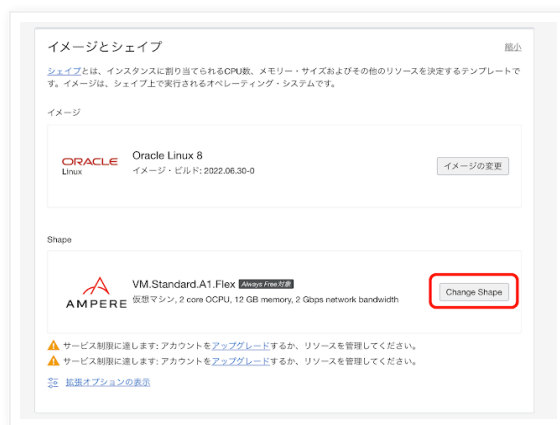 イメージとシェイプ
縮小
シェイプとは、インスタンスに割り当てられるCPU数、メモリー・サイズおよびその他のリソースを決定するテンプレートで
す。イメージは、シェイプ上で実行されるオペレーティング・システムです。
イメージ
ORACLE
Linux
Oracle Linux 8
イメージ・ビルド: 2022.06.30-0
イメージの変更
Shape
AMPERE
VM.Standard.A1.Flex Always Free対象
仮想マシン, 2 core OCPU, 12 GB memory, 2 Gbps network bandwidth
Change Shape
サービス制限に達します: アカウントをアップグレードするか、リソースを管理してください。
サービス制限に達します: アカウントをアップグレードするか、リソースを管理してください。
拡張オプションの表示